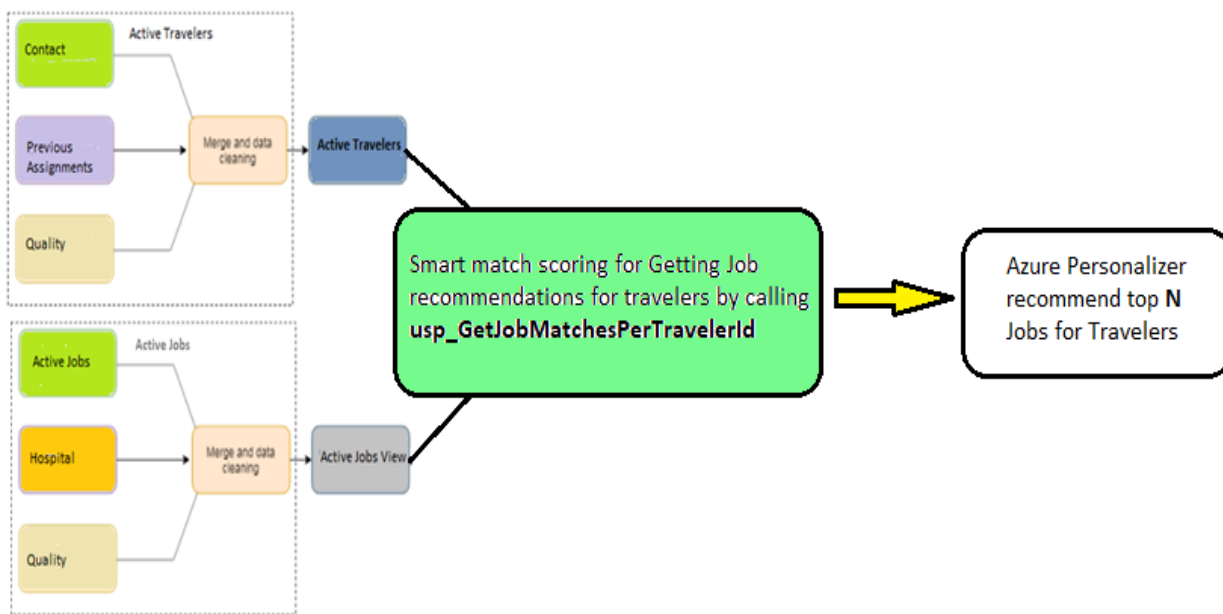 Active Travelers
Contact
Previous
Assignments
Quality
Merge and data
cleaning
Active Travelers
Active Jobs
Active Jobs
Hospital
Quality
Merge and data
cleaning
'Active Jobs View
Smart match scoring for Getting Job
recommendations for travelers by calling
usp_GetJobMatchesPerTravelerId
Azure Personalizer
recommend top N
Jobs for Travelers